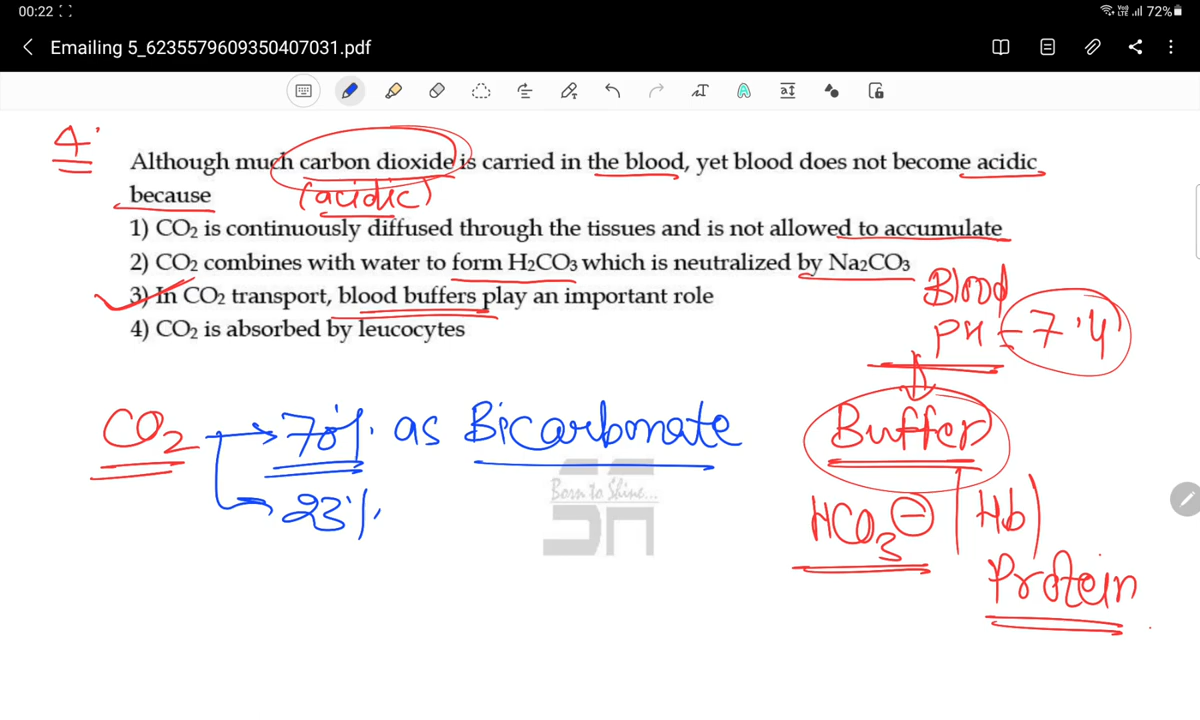 00:22
VoD LTE 72%
Emailing 5_6235579609350407031.pdf
4.
Although much carbon dioxide is carried in the blood, yet blood does not become acidic
because
(acidic)
1) CO₂ is continuously diffused through the tissues and is not allowed to accumulate
2) CO₂ combines with water to form H₂CO₃ which is neutralized by Na₂CO₃
3) In CO₂ transport, blood buffers play an important role
4) CO₂ is absorbed by leucocytes
Blood
PH = 7.4
CO₂ → 70%. as Bicarbonate
→ 23%.
Buffer
HCO₃⊖ / Hb /
Protein
Born to Shine...
SN